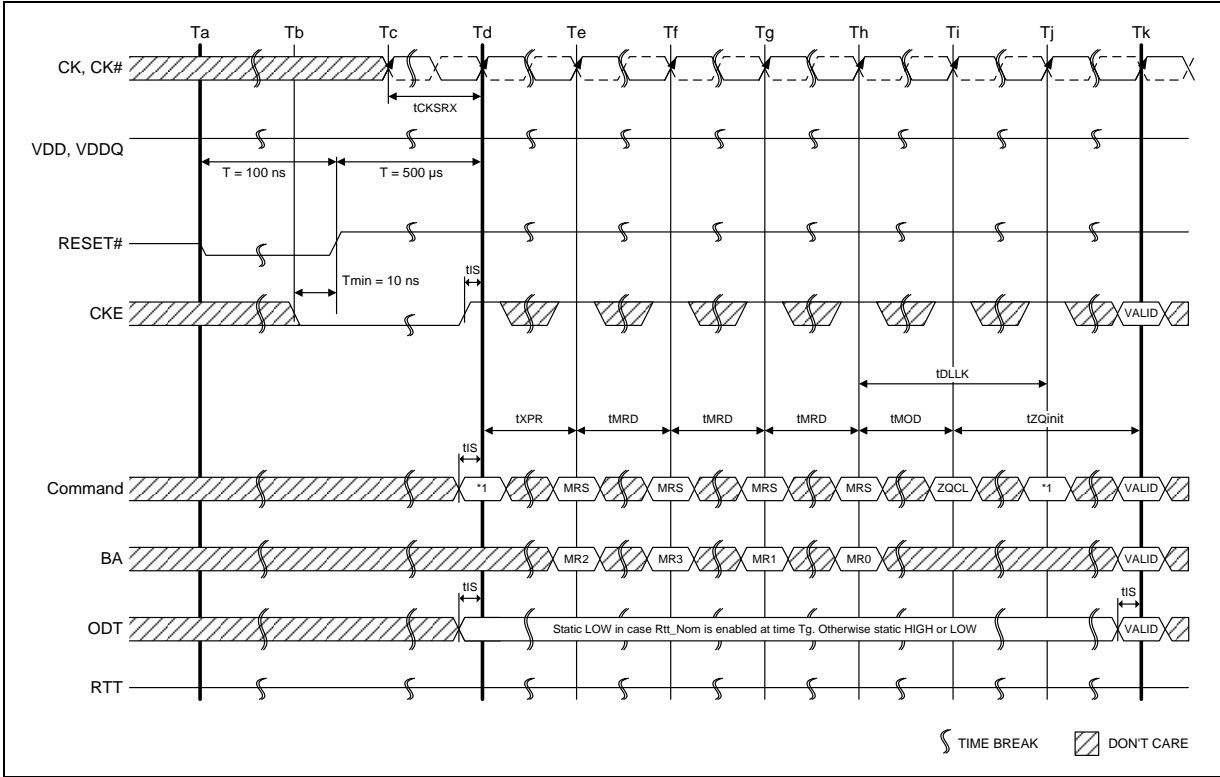 Ta Tb Tc Td Te Tf Tg Th Ti Tj Tk
CK, CK#
tCKSRX
VDD, VDDQ
T = 100 ns T = 500 µs
RESET#
Tmin = 10 ns tIS
CKE VALID
tDLLK
tXPR tMRD tMRD tMRD tMOD tZQinit
tIS
Command *1 MRS MRS MRS MRS ZQCL *1 VALID
BA MR2 MR3 MR1 MR0 VALID
tIS tIS
ODT Static LOW in case Rtt_Nom is enabled at time Tg. Otherwise static HIGH or LOW VALID
RTT
TIME BREAK DON'T CARE